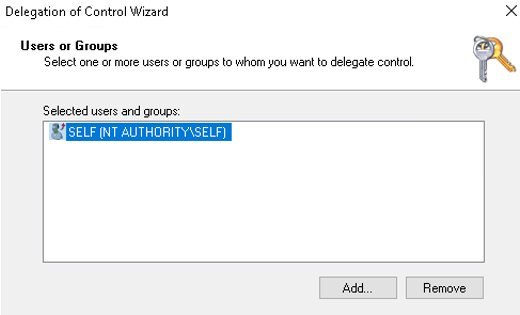 Delegation of Control Wizard
Users or Groups
Select one or more users or groups to whom you want to delegate control.
Selected users and groups:
SELF (NT AUTHORITY\SELF)
Add...
Remove